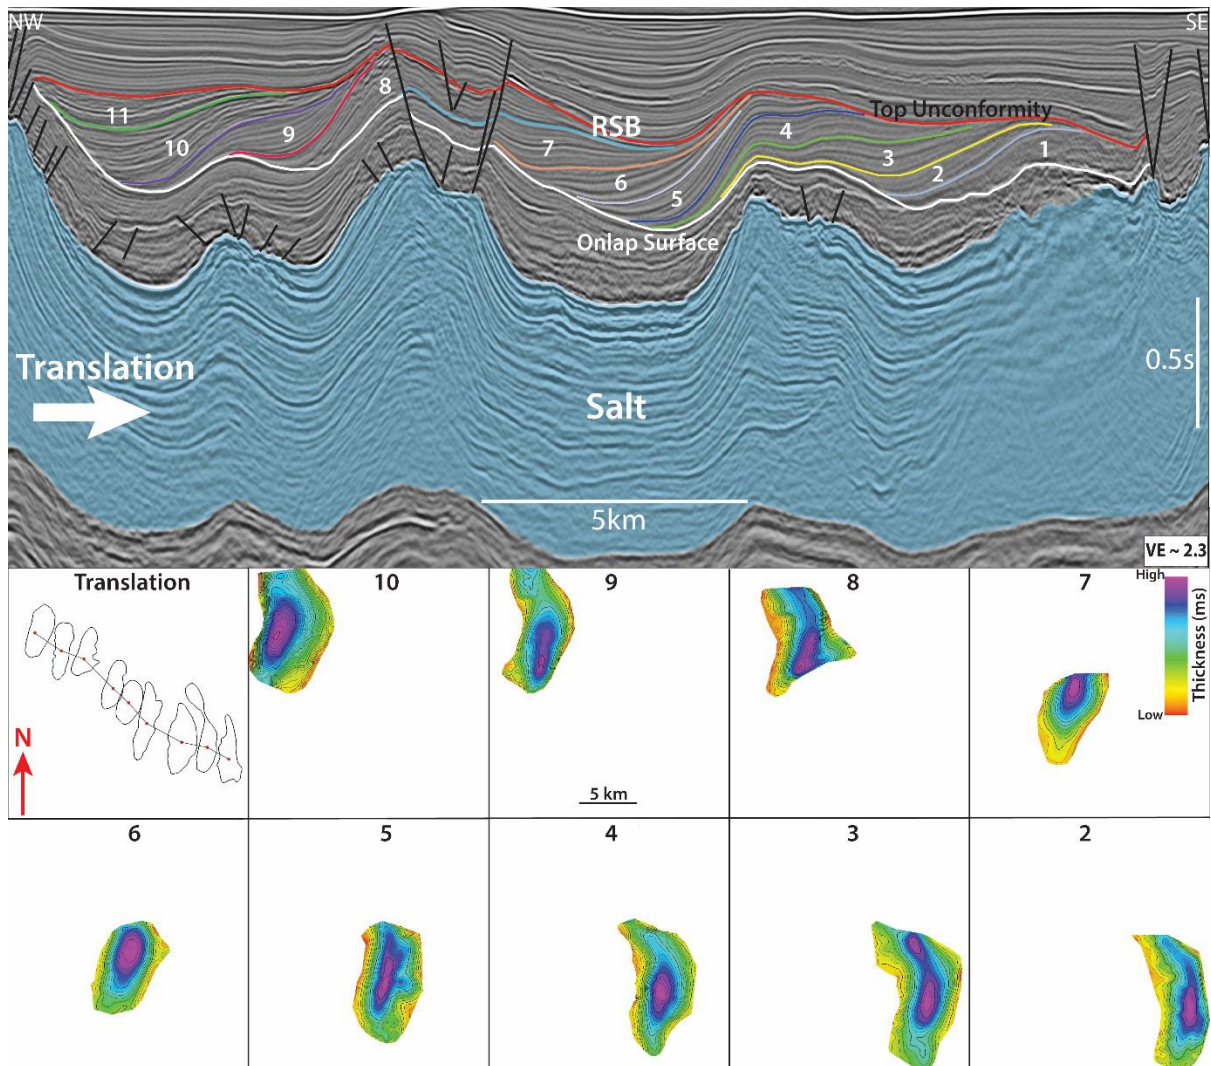 NW
SE
8
11
9
10
RSB
Top Unconformity
4
7
1
3
6
2
5
Onlap Surface
0.5s
Translation
Salt
5km
VE ~ 2.3
Translation
10
9
8
7
High
Thickness (ms)
Low
N
5 km
6
5
4
3
2